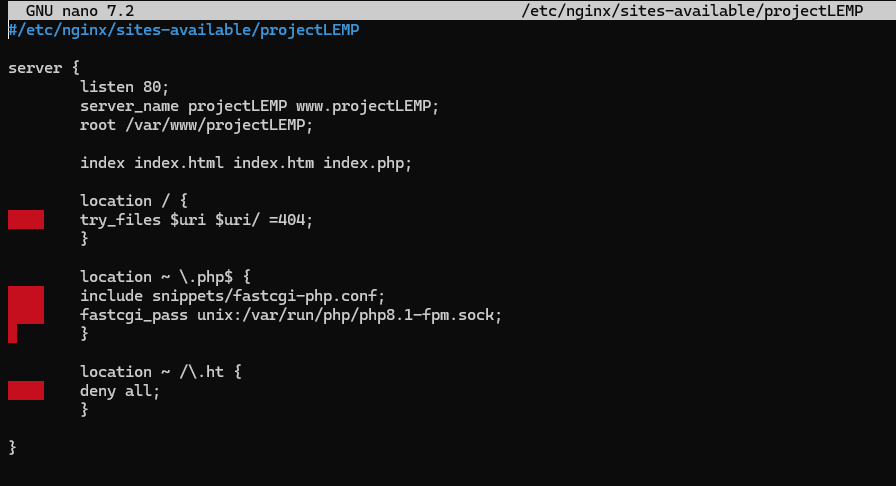 GNU nano 7.2 /etc/nginx/sites-available/projectLEMP
#/etc/nginx/sites-available/projectLEMP
server {
listen 80;
server_name projectLEMP www.projectLEMP;
root /var/www/projectLEMP;
index index.html index.htm index.php;
location / {
try_files $uri $uri/ =404;
}
location ~ \.php$ {
include snippets/fastcgi-php.conf;
fastcgi_pass unix:/var/run/php/php8.1-fpm.sock;
}
location ~ /\.ht {
deny all;
}
}